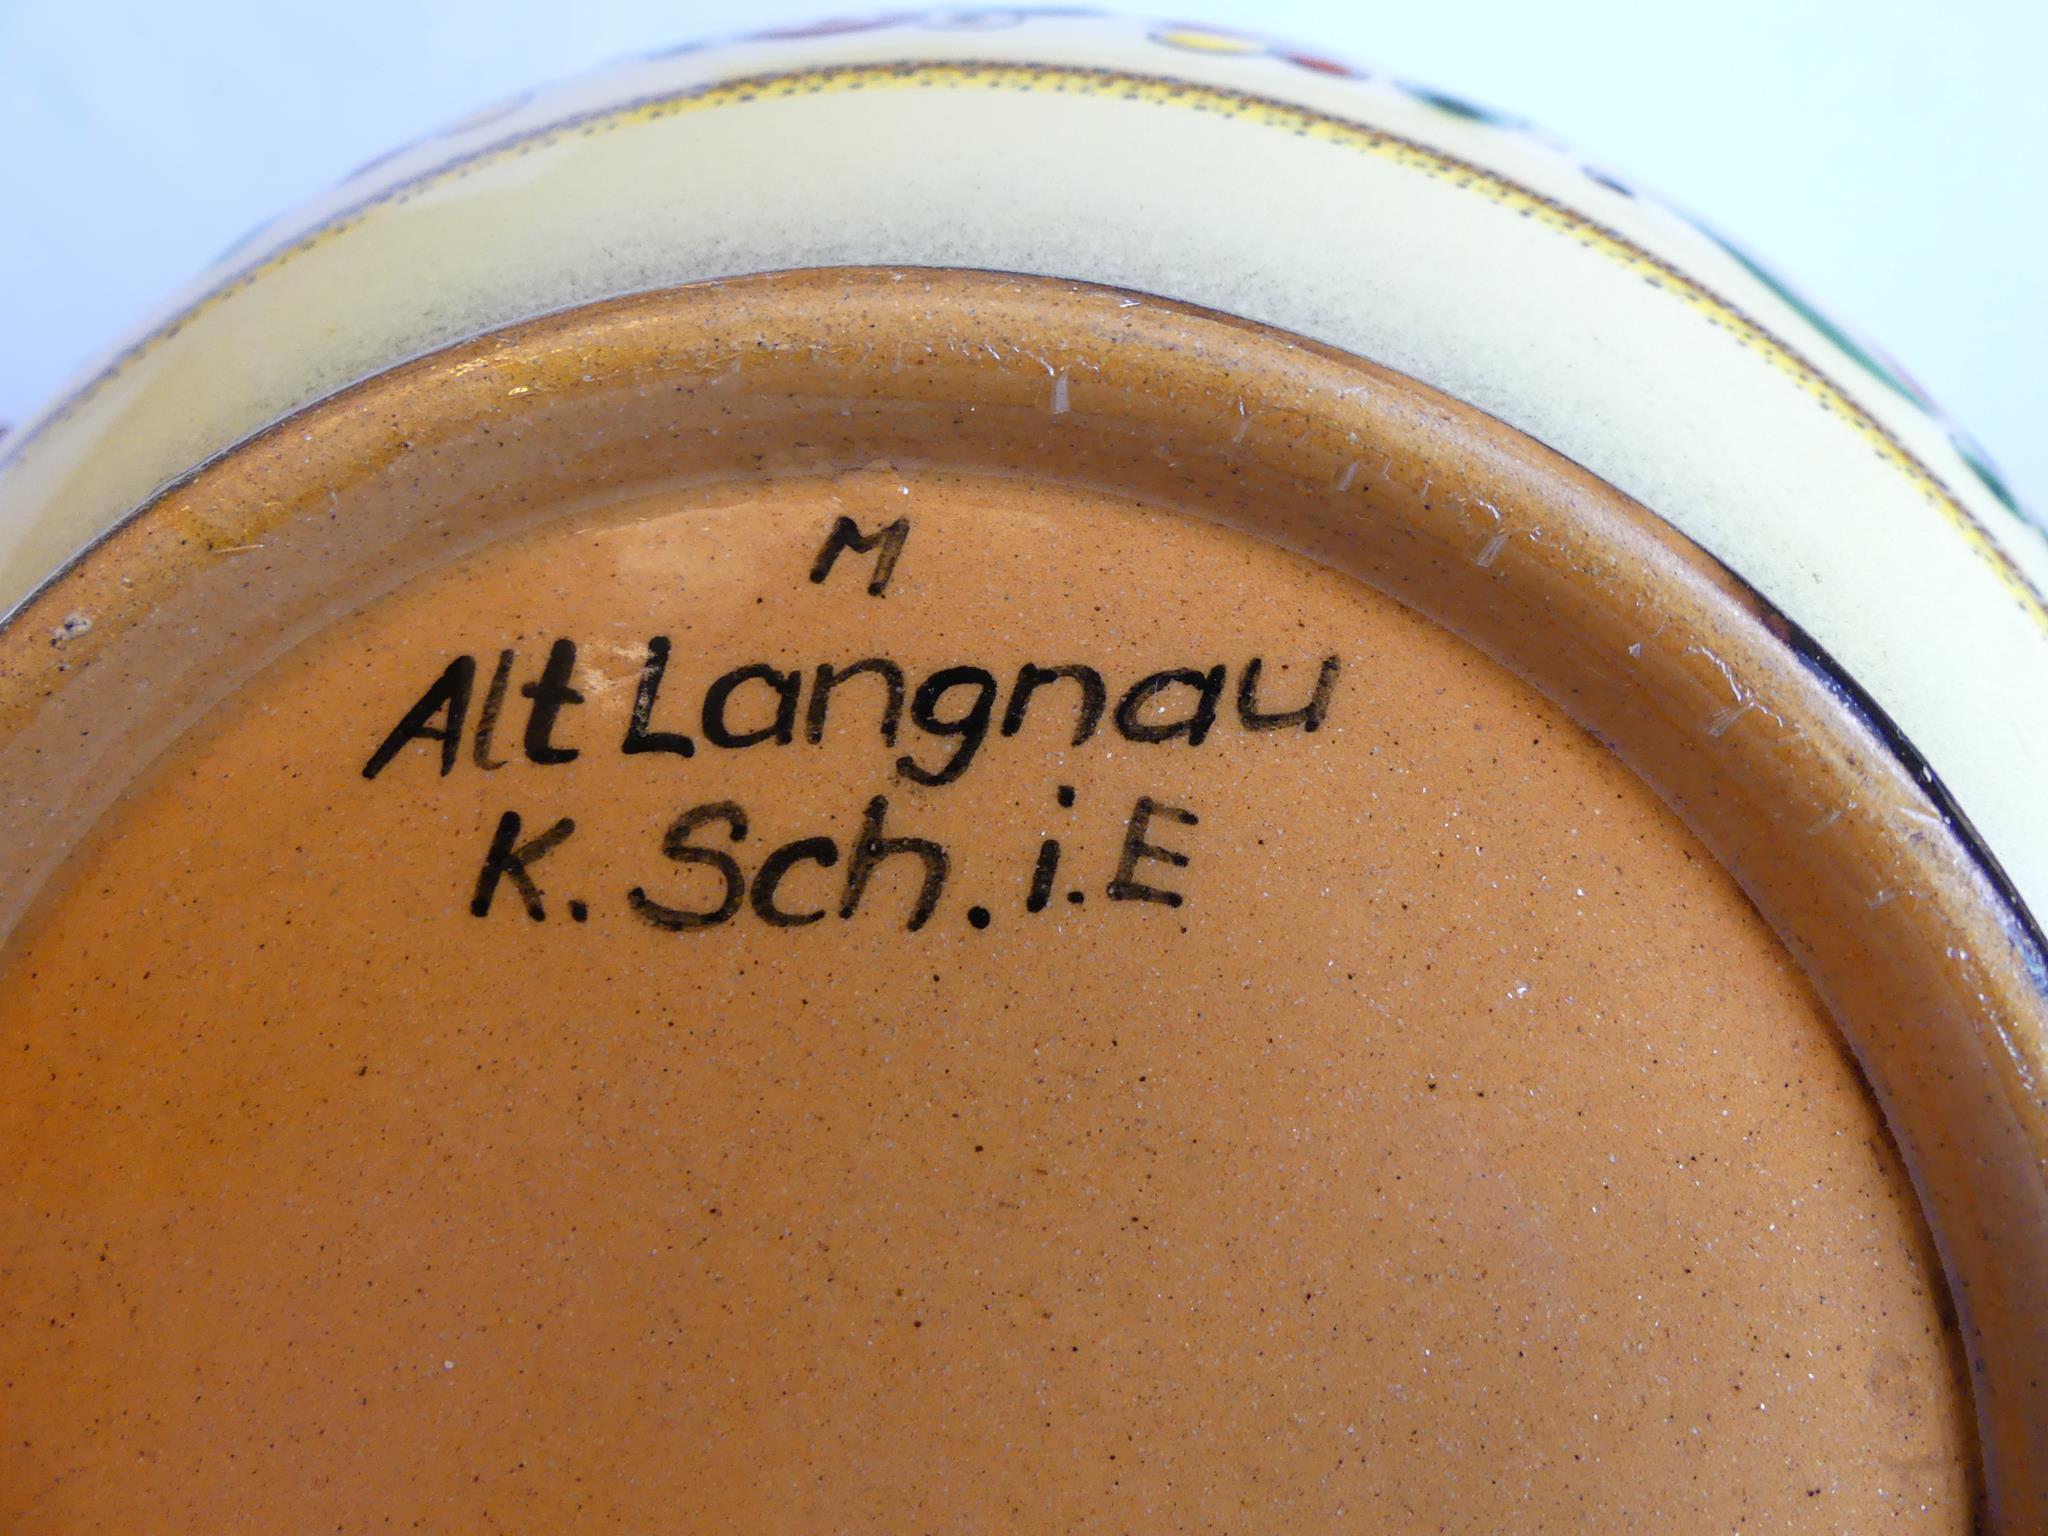 M
Alt Langnau
K. Sch. i. E